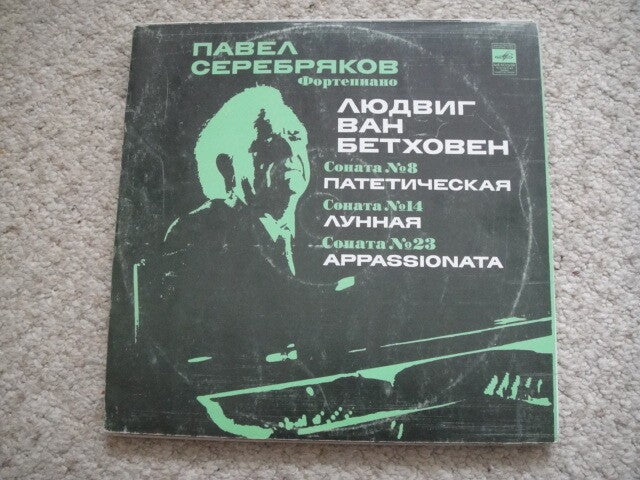 ПАВЕЛ
СЕРЕБРЯКОВ
Фортепиано
ЛЮДВИГ
ВАН
БЕТХОВЕН
Соната №8
ПАТЕТИЧЕСКАЯ
Соната №14
ЛУННАЯ
Соната №23
APPASSIONATA